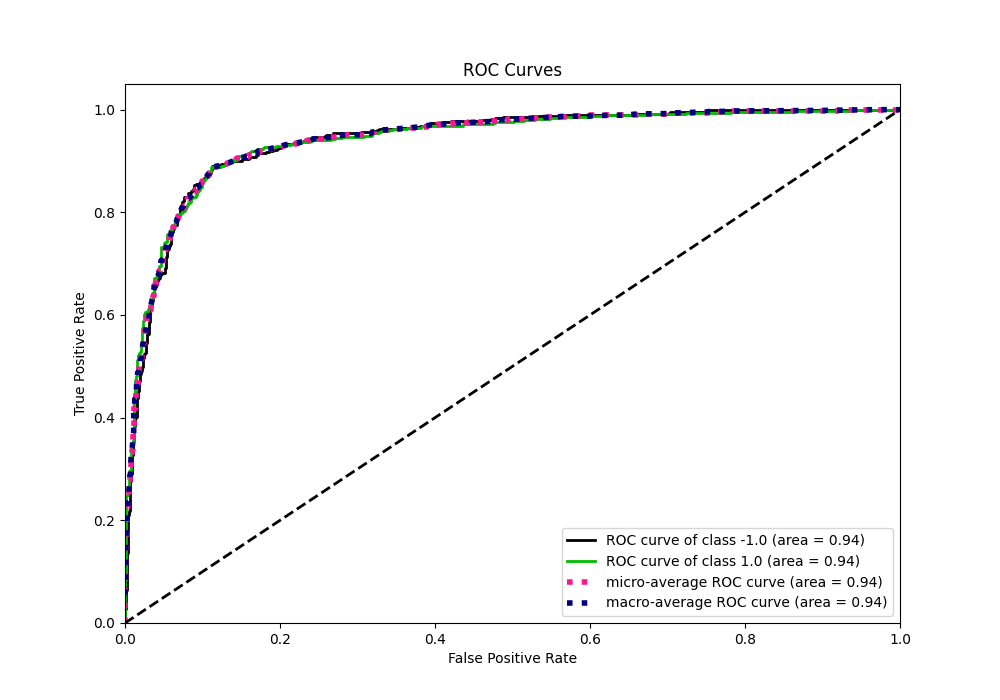 ROC Curves
True Positive Rate
1.0
0.8
0.6
0.4
0.2
0.0
0.0 0.2 0.4 0.6 0.8 1.0
False Positive Rate
ROC curve of class -1.0 (area = 0.94)
ROC curve of class 1.0 (area = 0.94)
micro-average ROC curve (area = 0.94)
macro-average ROC curve (area = 0.94)